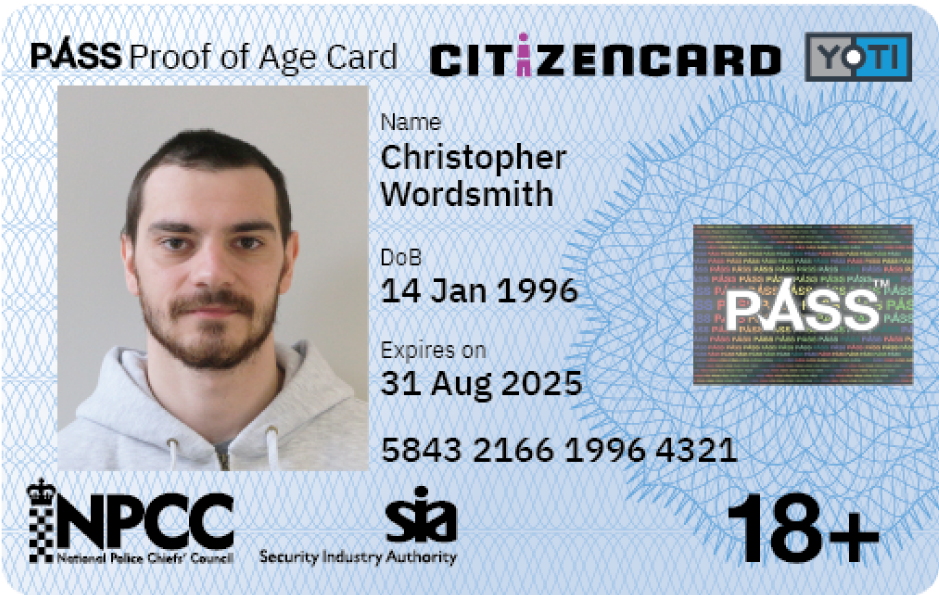 PASS Proof of Age Card
CITIZENCARD
YOTI
Name
Christopher
Wordsmith
DoB
14 Jan 1996
PASS™
Expires on
31 Aug 2025
5843 2166 1996 4321
NPCC
National Police Chiefs' Council
sia
Security Industry Authority
18+